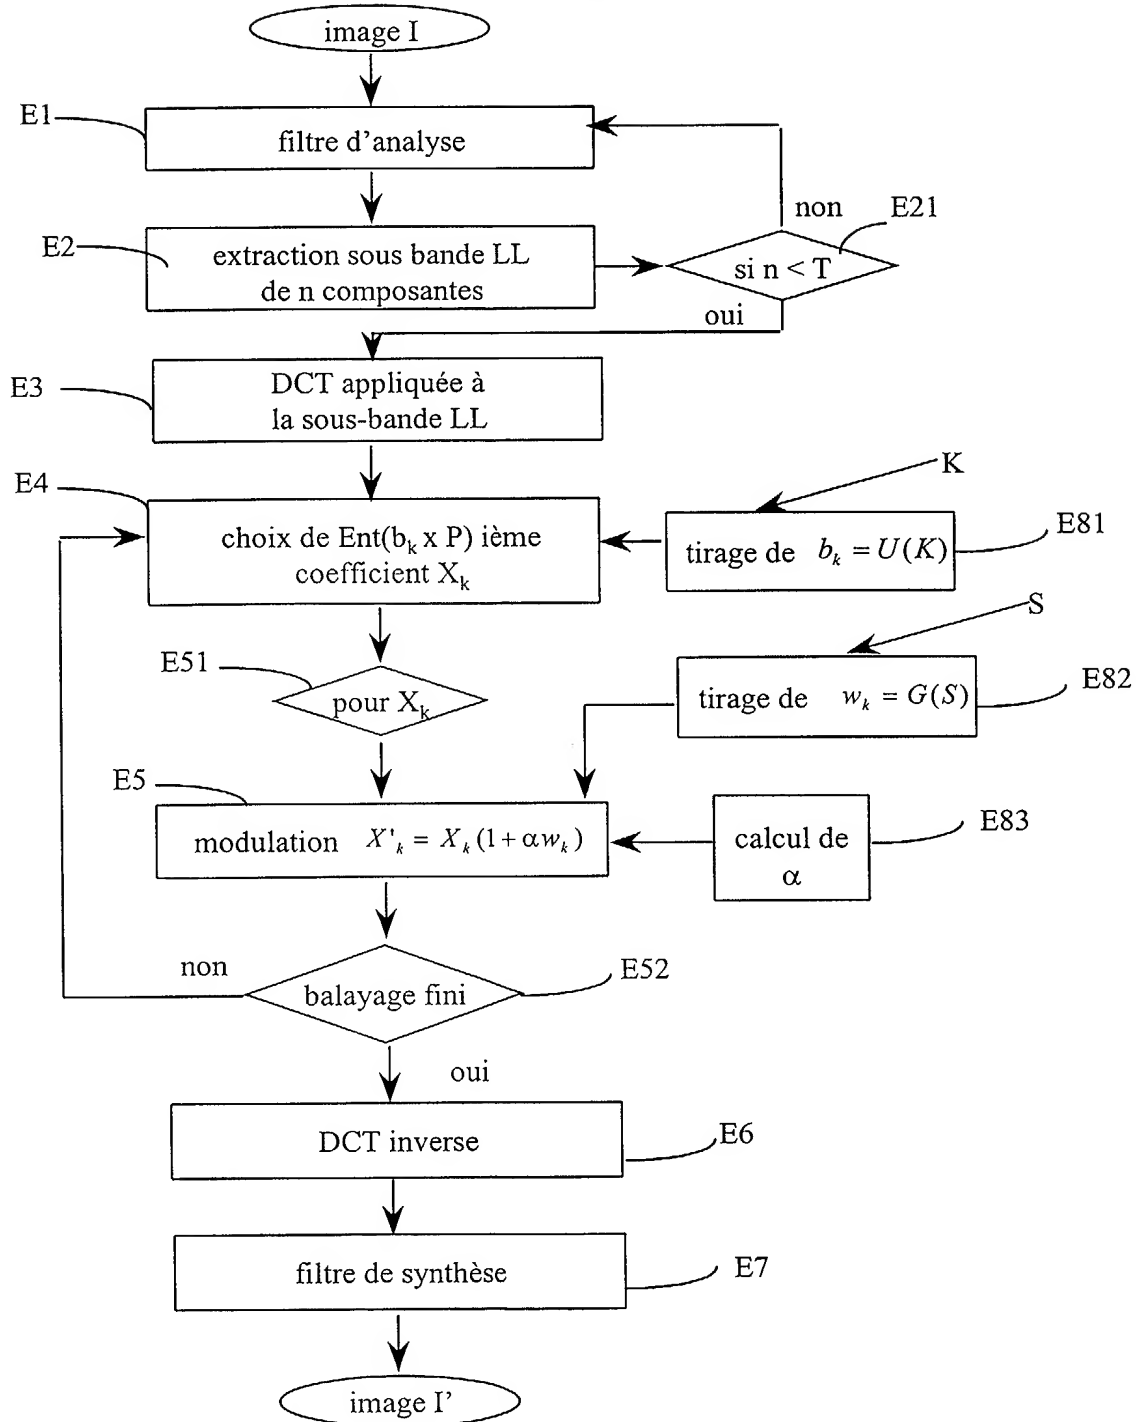 image I
E1
filtre d'analyse
non
E21
E2
extraction sous bande LL
de n composantes
si n < T
oui
E3
DCT appliquée à
la sous-bande LL
E4
K
choix de Ent(b_k x P) ième
coefficient X_k
tirage de b_k = U(K)
E81
S
E51
pour X_k
tirage de w_k = G(S)
E82
E5
modulation X'_k = X_k (1 + αw_k)
calcul de
α
E83
non
balayage fini
E52
oui
DCT inverse
E6
filtre de synthèse
E7
image I'